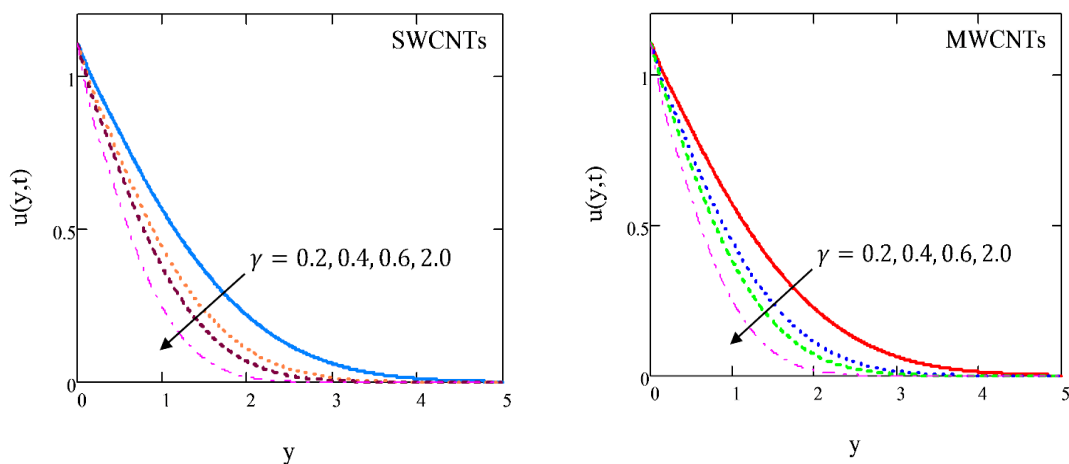 SWCNTs
1
0.5
0
u(y,t)
γ = 0.2, 0.4, 0.6, 2.0
0 1 2 3 4 5
y
MWCNTs
1
0.5
0
u(y,t)
γ = 0.2, 0.4, 0.6, 2.0
0 1 2 3 4 5
y